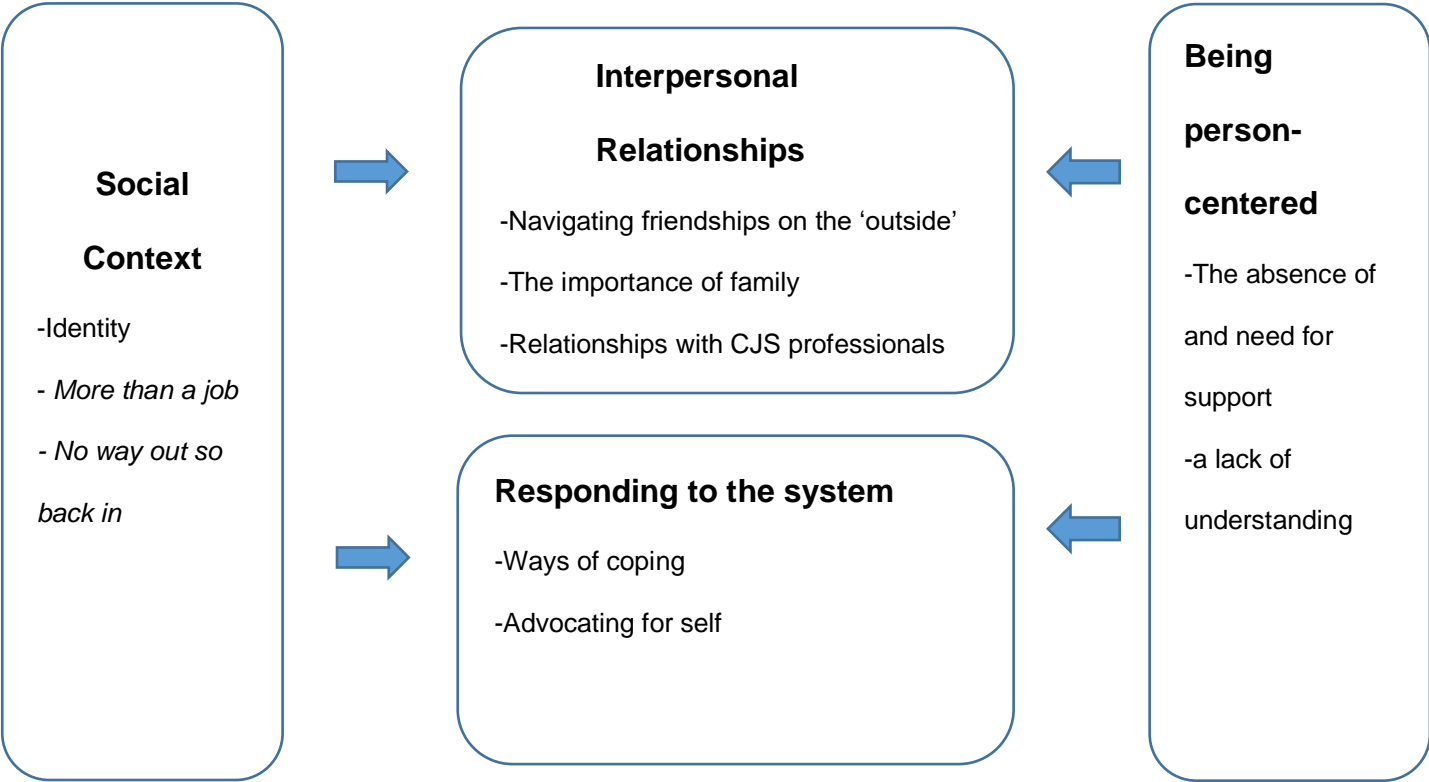 Social
Context
-Identity
- More than a job
- No way out so
back in
Interpersonal
Relationships
-Navigating friendships on the ‘outside’
-The importance of family
-Relationships with CJS professionals
Responding to the system
-Ways of coping
-Advocating for self
Being
person-
centered
-The absence of
and need for
support
-a lack of
understanding